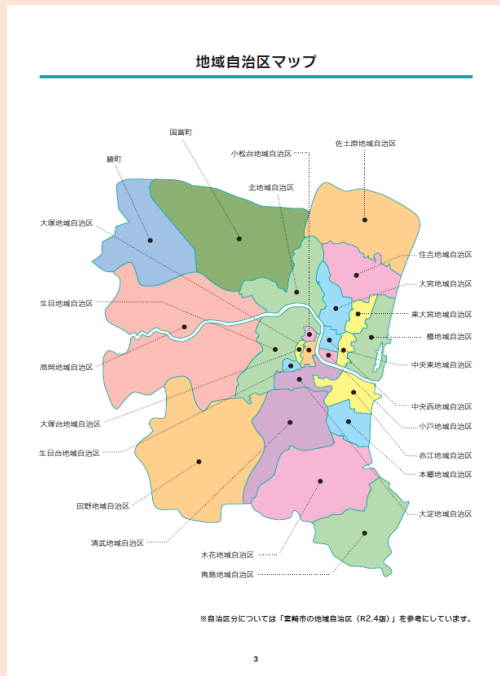 地域自治区マップ
国富町
佐土原地域自治区
小松台地域自治区
綾町
北地域自治区
大塚地域自治区
住吉地域自治区
大宮地域自治区
生目地域自治区
東大宮地域自治区
檍地域自治区
高岡地域自治区
中央東地域自治区
中央西地域自治区
大塚台地域自治区
小戸地域自治区
生目台地域自治区
赤江地域自治区
本郷地域自治区
田野地域自治区
大淀地域自治区
清武地域自治区
木花地域自治区
青島地域自治区
※自治区分については「宮崎市の地域自治区（R2.4版）」を参考にしています。
3